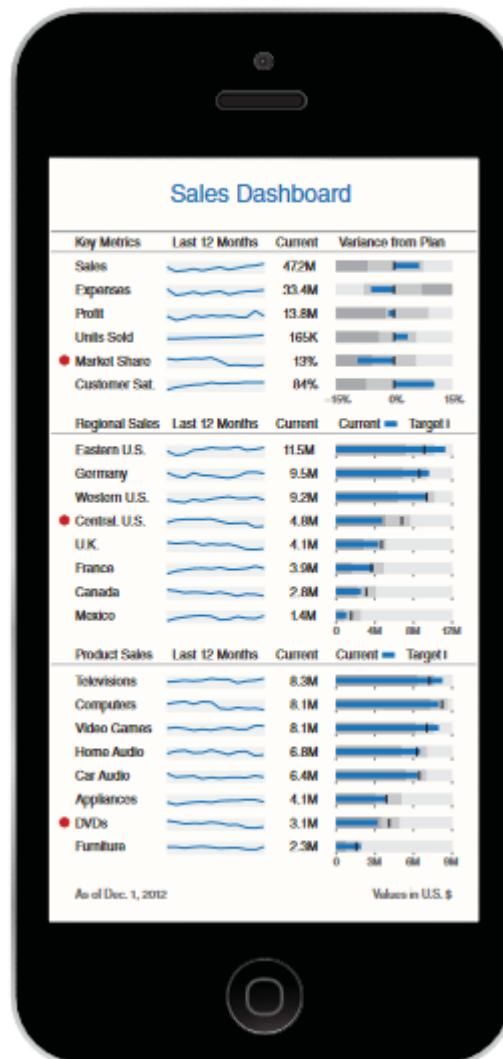 Sales Dashboard
Key Metrics Last 12 Months Current Variance from Plan
Sales 47.2M
Expenses 33.4M
Profit 13.8M
Units Sold 165K
Market Share 13%
Customer Sat. 84%
-15% 0% 15%
Regional Sales Last 12 Months Current Current Target
Eastern U.S. 11.5M
Germany 9.5M
Western U.S. 9.2M
Central. U.S. 4.8M
U.K. 4.1M
France 3.9M
Canada 2.8M
Mexico 1.4M
0 4M 8M 12M
Product Sales Last 12 Months Current Current Target
Televisions 8.3M
Computers 8.1M
Video Games 8.1M
Home Audio 6.8M
Car Audio 6.4M
Appliances 4.1M
DVDs 3.1M
Furniture 2.3M
0 3M 6M 9M
As of Dec. 1, 2012 Values in U.S. $